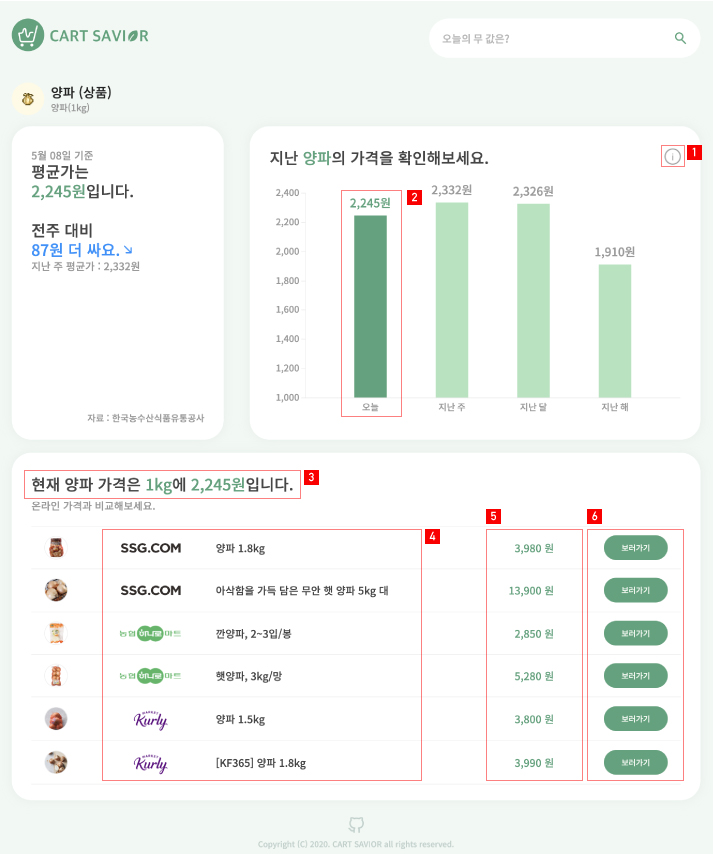 CART SAVIOR
오늘의 무 값은?
양파 (상품)
양파(1kg)
5월 08일 기준
평균가는
2,245원입니다.
전주 대비
87원 더 싸요.↘
지난 주 평균가 : 2,332원
자료 : 한국농수산식품유통공사
지난 양파의 가격을 확인해보세요.
1
2,400
2,200
2,000
1,800
1,600
1,400
1,200
1,000
2,245원
2
2,332원
2,326원
1,910원
오늘
지난 주
지난 달
지난 해
현재 양파 가격은 1kg에 2,245원입니다.
3
온라인 가격과 비교해보세요.
4
5
6
SSG.COM 양파 1.8kg 3,980 원 보러가기
SSG.COM 아삭함을 가득 담은 무안 햇 양파 5kg 대 13,900 원 보러가기
농협 하나로 마트 깐양파, 2~3입/봉 2,850 원 보러가기
농협 하나로 마트 햇양파, 3kg/망 5,280 원 보러가기
MARKET Kurly 양파 1.5kg 3,800 원 보러가기
MARKET Kurly [KF365] 양파 1.8kg 3,990 원 보러가기
Copyright (C) 2020. CART SAVIOR all rights reserved.